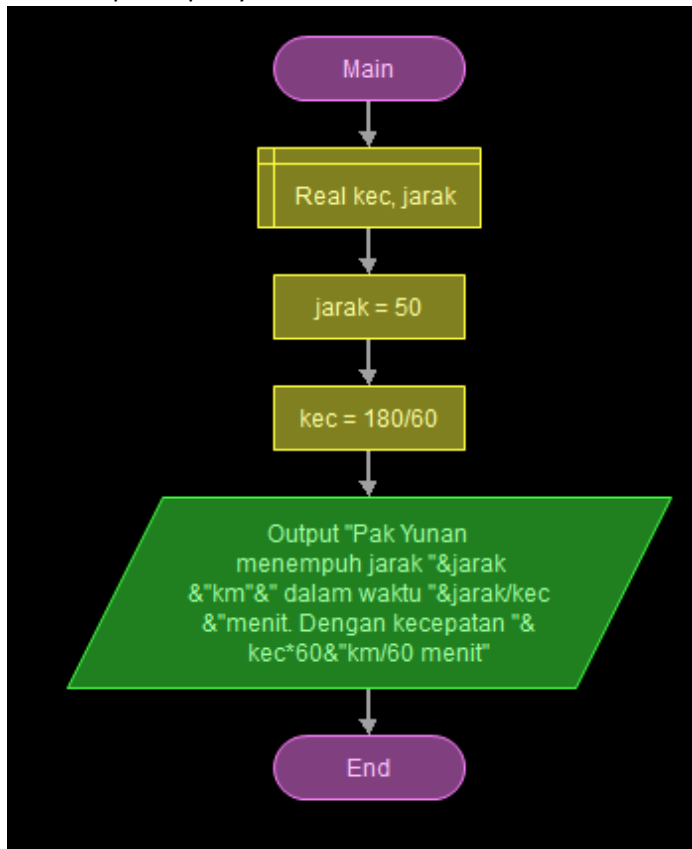 Main
Real kec, jarak
jarak = 50
kec = 180/60
Output "Pak Yunan
menempuh jarak "&jarak
&"km"&" dalam waktu "&jarak/kec
&"menit. Dengan kecepatan "&
kec*60&"km/60 menit"
End